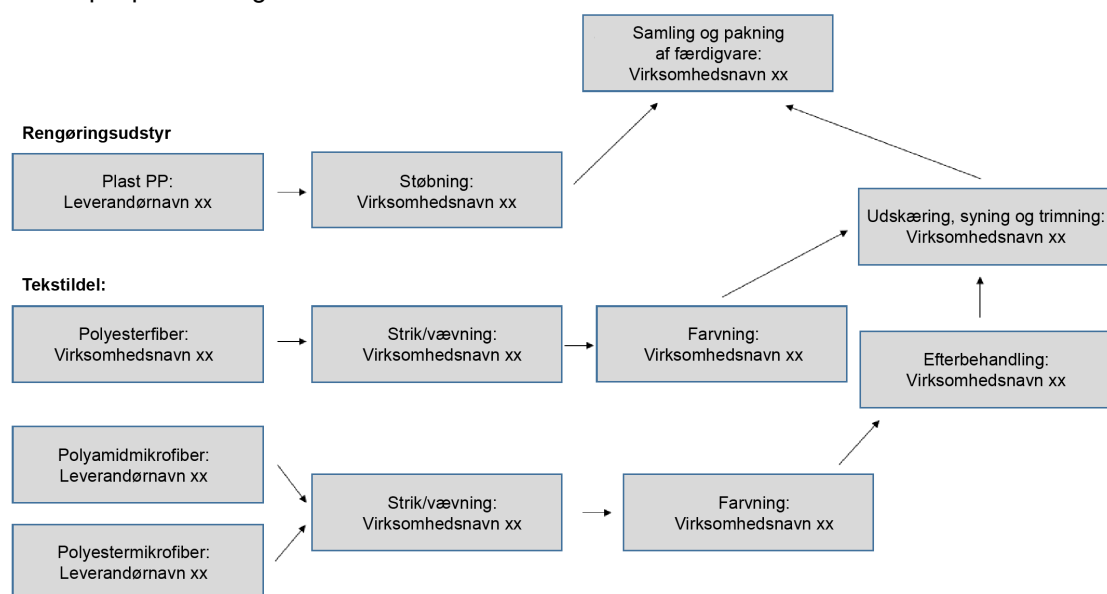 Samling og pakning
af færdigvare:
Virksomhedsnavn xx
Rengøringsudstyr
Plast PP:
Leverandørnavn xx
Støbning:
Virksomhedsnavn xx
Udskæring, syning og trimning:
Virksomhedsnavn xx
Tekstildel:
Polyesterfiber:
Virksomhedsnavn xx
Strik/vævning:
Virksomhedsnavn xx
Farvning:
Virksomhedsnavn xx
Efterbehandling:
Virksomhedsnavn xx
Polyamidmikrofiber:
Leverandørnavn xx
Strik/vævning:
Virksomhedsnavn xx
Farvning:
Virksomhedsnavn xx
Polyestermikrofiber:
Leverandørnavn xx